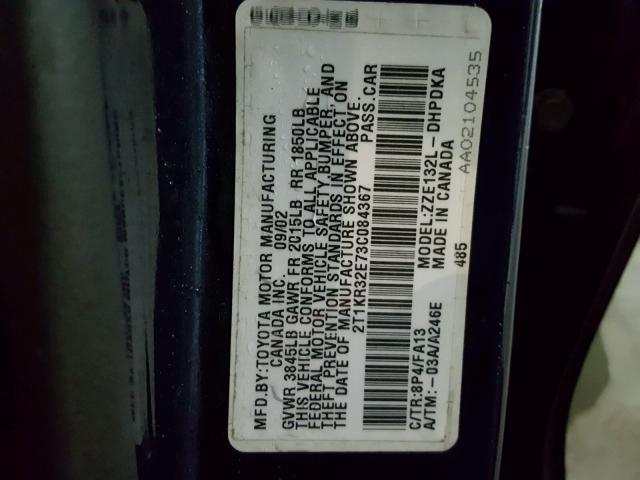 MFD.BY:TOYOTA MOTOR MANUFACTURING
CANADA INC. 09/02
GVWR 3845LB GAWR FR 2015LB RR 1850LB
THIS VEHICLE CONFORMS TO ALL APPLICABLE
FEDERAL MOTOR VEHICLE SAFETY, BUMPER, AND
THEFT PREVENTION STANDARDS IN EFFECT ON
THE DATE OF MANUFACTURE SHOWN ABOVE.
2T1KR32E73C084367 PASS.CAR
C/TR:8P4/FA13 MODEL:ZZE132L-DHPDKA
A/TM:-03A/A246E MADE IN CANADA
485
AA02104535